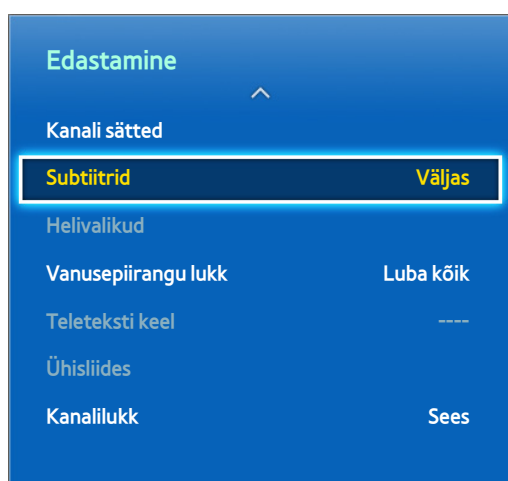 Edastamine
Kanali sätted
Subtiitrid Väljas
Helivalikud
Vanusepiirangu lukk Luba kõik
Teleteksti keel ----
Ühisliides
Kanalilukk Sees